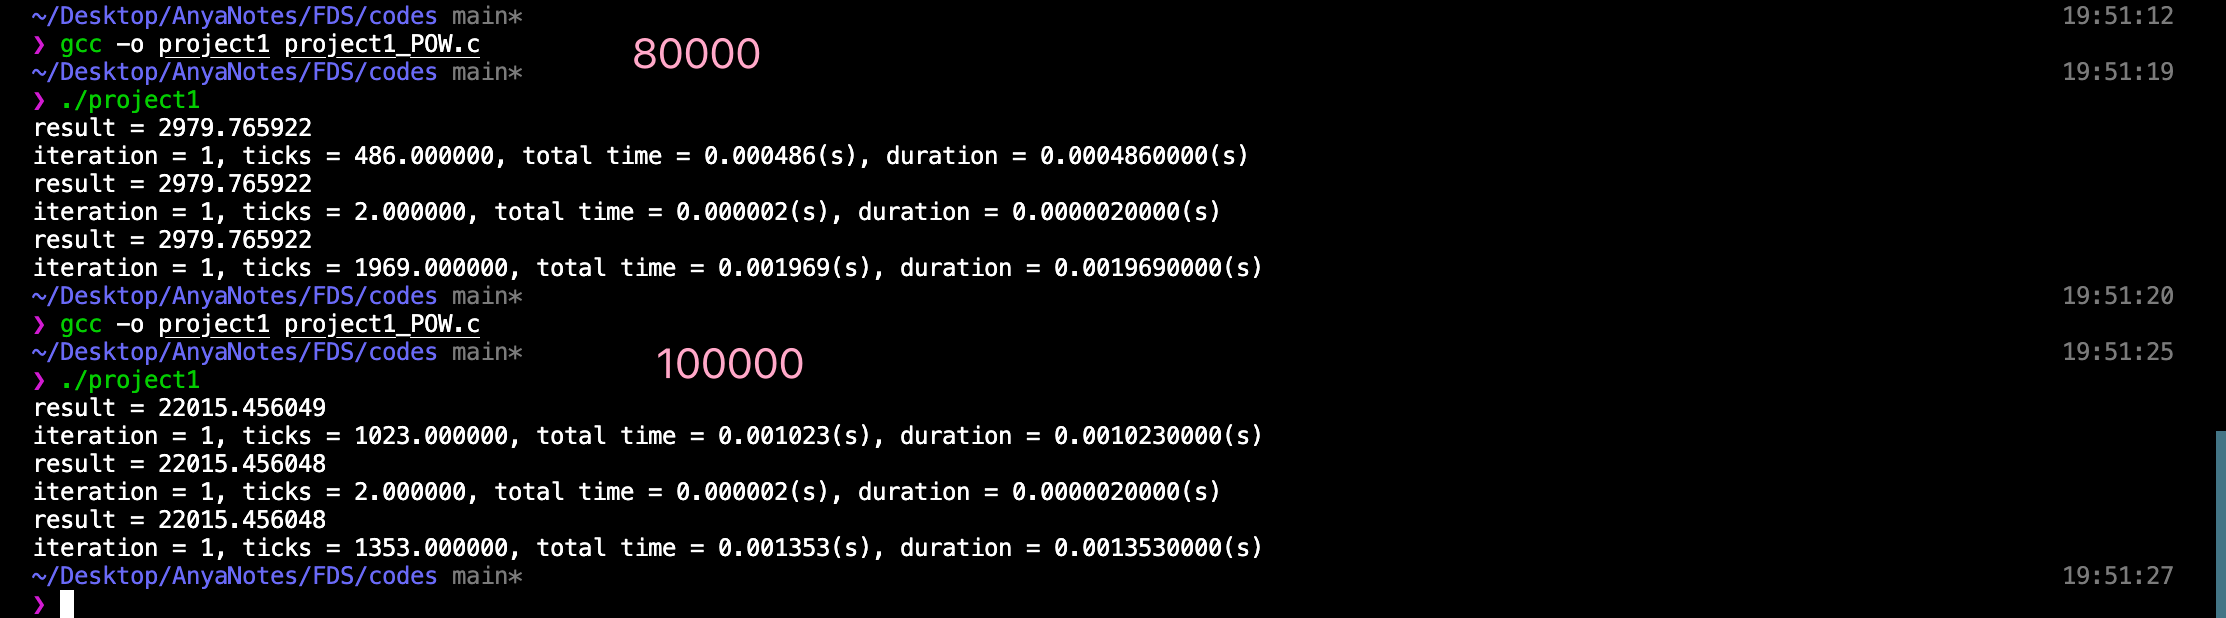 ~/Desktop/AnyaNotes/FDS/codes main* 19:51:12
❯ gcc -o project1 project1_POW.c
80000
~/Desktop/AnyaNotes/FDS/codes main* 19:51:19
❯ ./project1
result = 2979.765922
iteration = 1, ticks = 486.000000, total time = 0.000486(s), duration = 0.0004860000(s)
result = 2979.765922
iteration = 1, ticks = 2.000000, total time = 0.000002(s), duration = 0.0000020000(s)
result = 2979.765922
iteration = 1, ticks = 1969.000000, total time = 0.001969(s), duration = 0.0019690000(s)
~/Desktop/AnyaNotes/FDS/codes main* 19:51:20
❯ gcc -o project1 project1_POW.c
~/Desktop/AnyaNotes/FDS/codes main* 19:51:25
100000
❯ ./project1
result = 22015.456049
iteration = 1, ticks = 1023.000000, total time = 0.001023(s), duration = 0.0010230000(s)
result = 22015.456048
iteration = 1, ticks = 2.000000, total time = 0.000002(s), duration = 0.0000020000(s)
result = 22015.456048
iteration = 1, ticks = 1353.000000, total time = 0.001353(s), duration = 0.0013530000(s)
~/Desktop/AnyaNotes/FDS/codes main* 19:51:27
❯